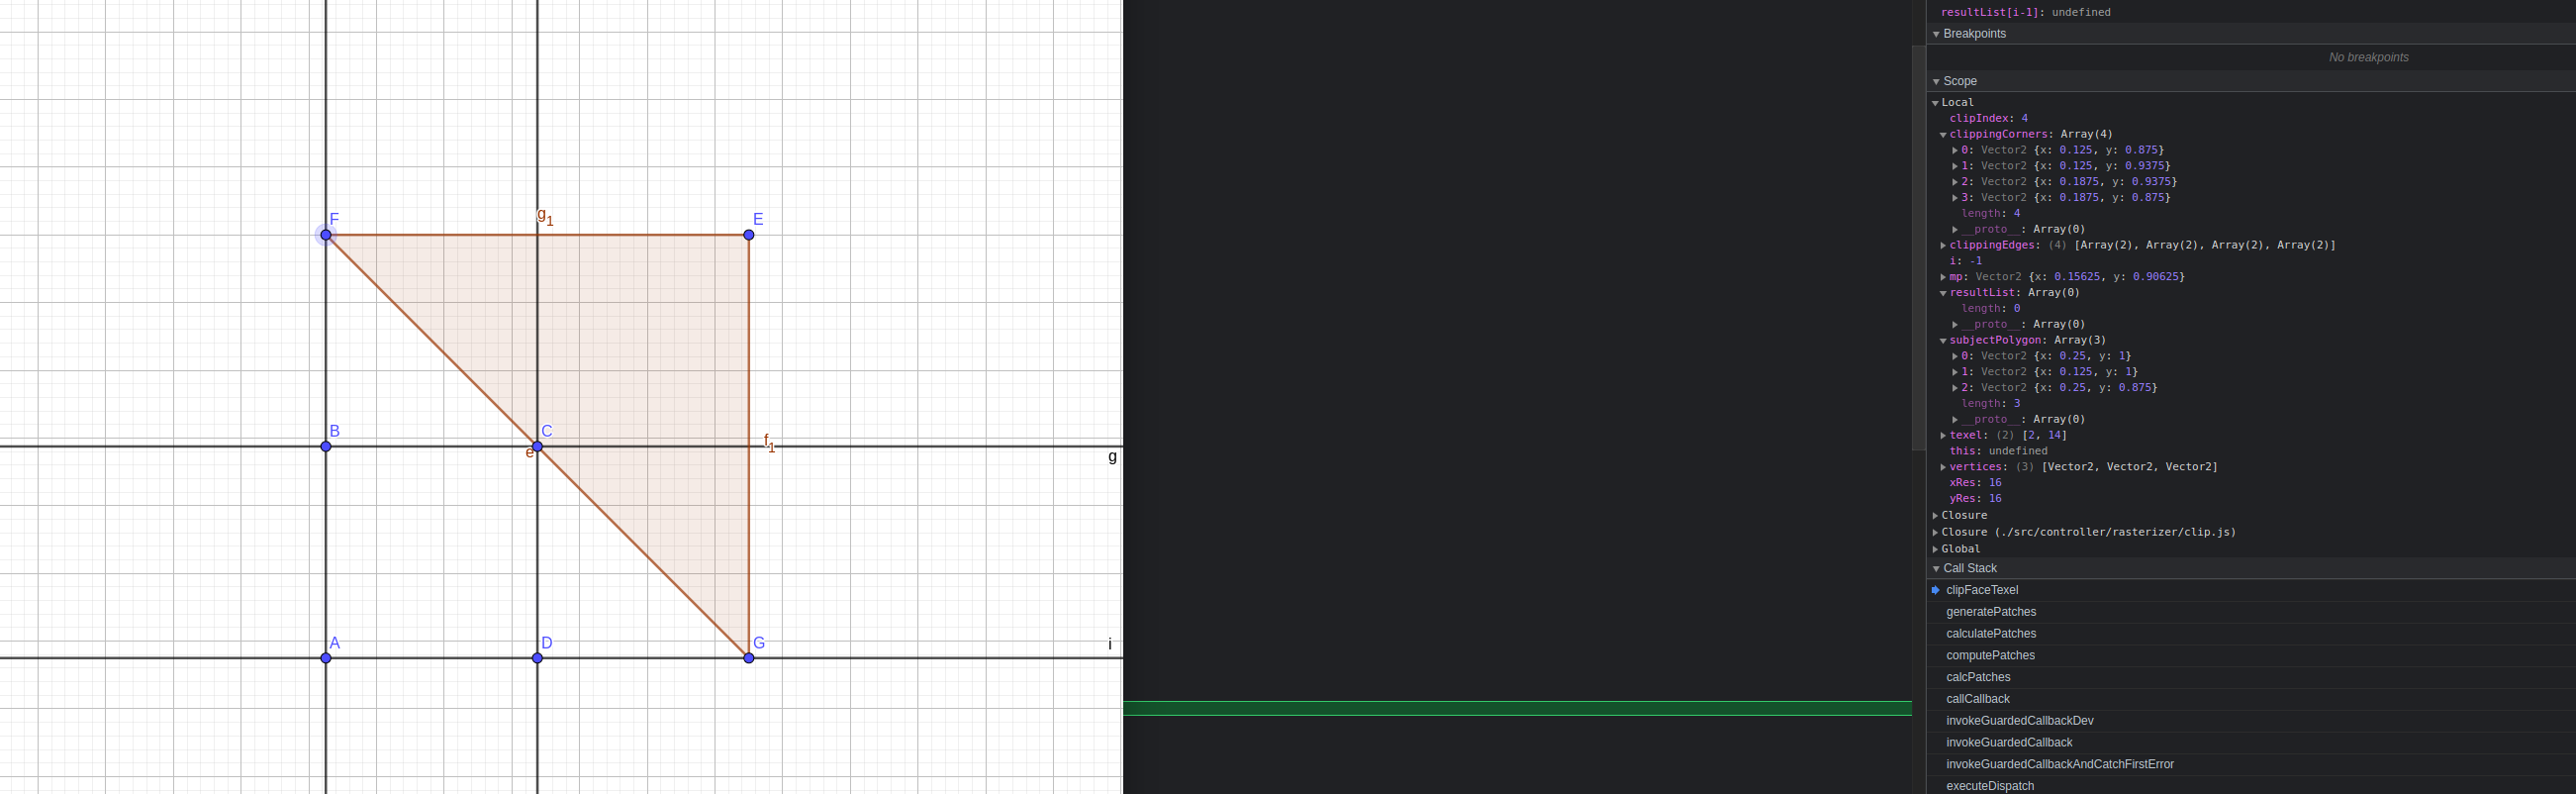 F
g1
E
B
C
e
f1
g
A
D
G
i
resultList[i-1]: undefined
Breakpoints
No breakpoints
Scope
Local
clipIndex: 4
clippingCorners: Array(4)
0: Vector2 {x: 0.125, y: 0.875}
1: Vector2 {x: 0.125, y: 0.9375}
2: Vector2 {x: 0.1875, y: 0.9375}
3: Vector2 {x: 0.1875, y: 0.875}
length: 4
__proto__: Array(0)
clippingEdges: (4) [Array(2), Array(2), Array(2), Array(2)]
i: -1
mp: Vector2 {x: 0.15625, y: 0.90625}
resultList: Array(0)
length: 0
__proto__: Array(0)
subjectPolygon: Array(3)
0: Vector2 {x: 0.25, y: 1}
1: Vector2 {x: 0.125, y: 1}
2: Vector2 {x: 0.25, y: 0.875}
length: 3
__proto__: Array(0)
texel: (2) [2, 14]
this: undefined
vertices: (3) [Vector2, Vector2, Vector2]
xRes: 16
yRes: 16
Closure
Closure (./src/controller/rasterizer/clip.js)
Global
Call Stack
clipFaceTexel
generatePatches
calculatePatches
computePatches
calcPatches
callCallback
invokeGuardedCallbackDev
invokeGuardedCallback
invokeGuardedCallbackAndCatchFirstError
executeDispatch